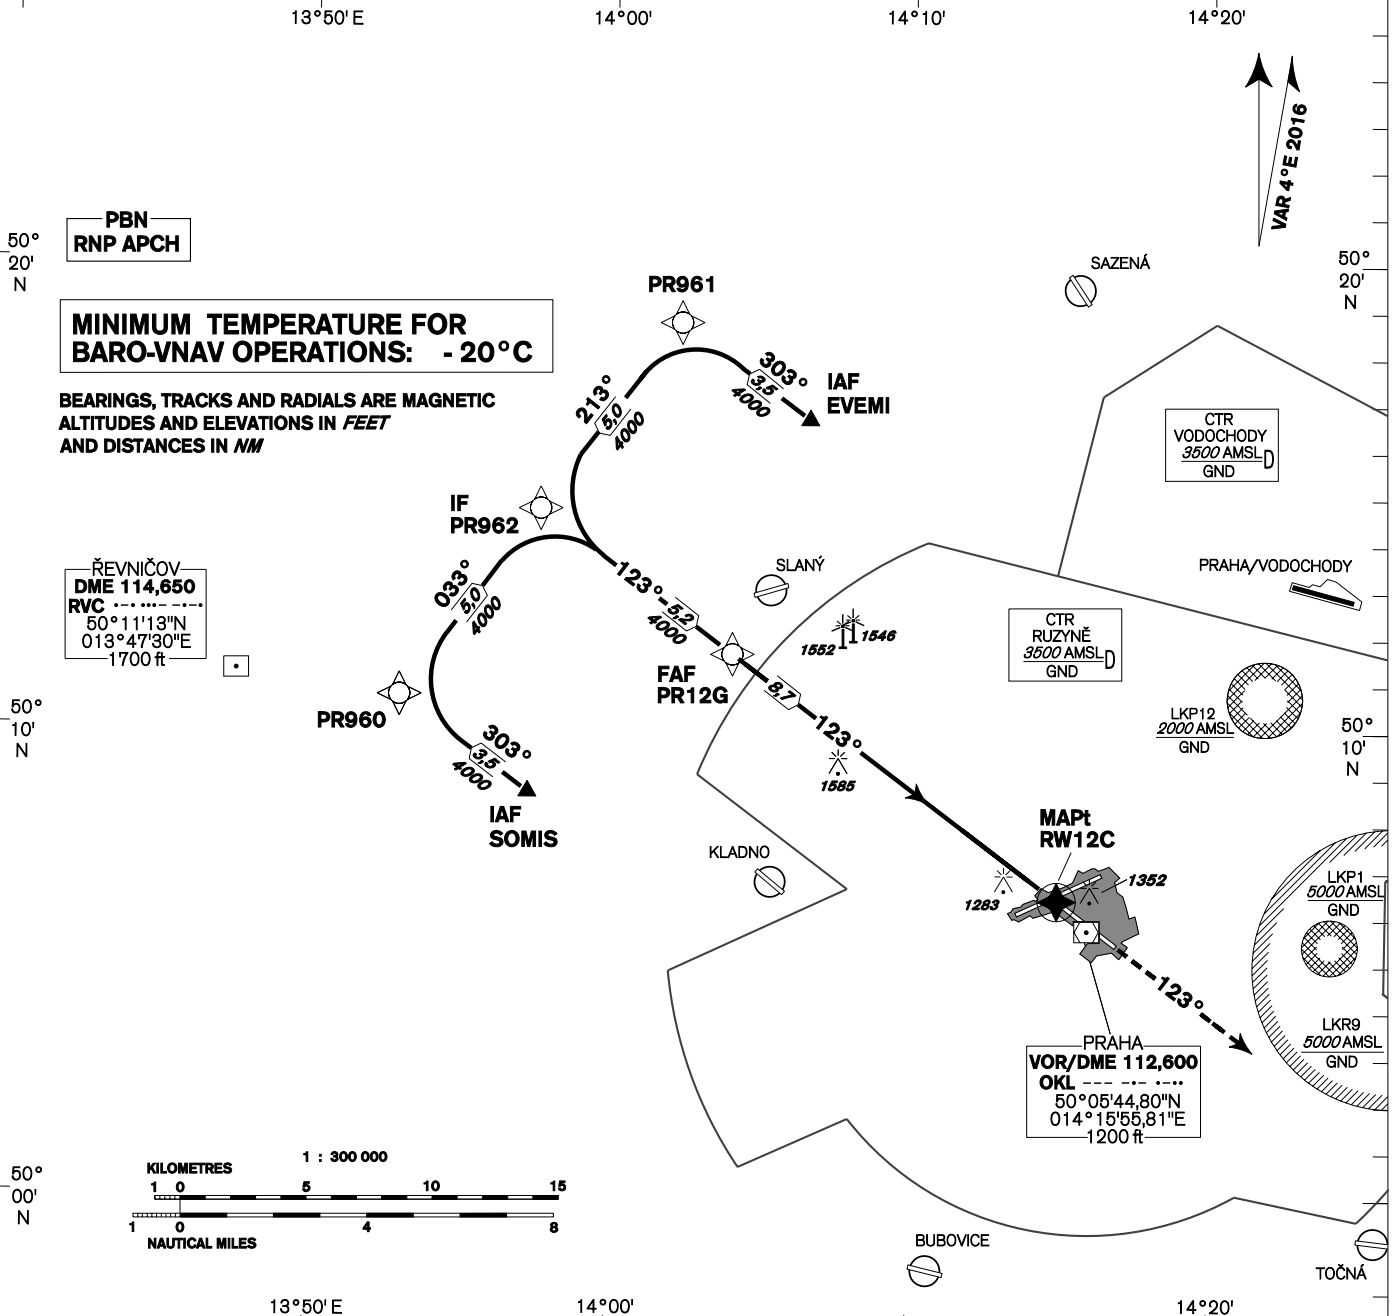 13°50' E
14°00'
14°10'
14°20'
VAR 4°E 2016
PBN
RNP APCH
50°
20'
N
50°
20'
N
SAZENÁ
PR961
MINIMUM TEMPERATURE FOR
BARO-VNAV OPERATIONS: - 20°C
303°
3,5
4000
IAF
EVEMI
213°
5,0
4000
BEARINGS, TRACKS AND RADIALS ARE MAGNETIC
ALTITUDES AND ELEVATIONS IN FEET
AND DISTANCES IN NM
CTR
VODOCHODY
3500 AMSL
GND
D
IF
PR962
ŘEVNIČOV
DME 114,650
RVC ·–· ···– –·–·
50°11'13"N
013°47'30"E
1700 ft
033°
5,0
4000
123°
5,2
4000
SLANÝ
PRAHA/VODOCHODY
1552
1546
CTR
RUZYNĚ
3500 AMSL
GND
D
FAF
PR12G
8,7
123°
PR960
50°
10'
N
LKP12
2000 AMSL
GND
50°
10'
N
303°
3,5
4000
IAF
SOMIS
1585
MAPt
RW12C
KLADNO
1283
1352
LKP1
5000 AMSL
GND
123°
LKR9
5000 AMSL
GND
PRAHA
VOR/DME 112,600
OKL ––– –·– ·–··
50°05'44,80"N
014°15'55,81"E
1200 ft
50°
00'
N
1 : 300 000
KILOMETRES
1 0 5 10 15
1 0 4 8
NAUTICAL MILES
BUBOVICE
TOČNÁ
13°50' E
14°00'
14°20'